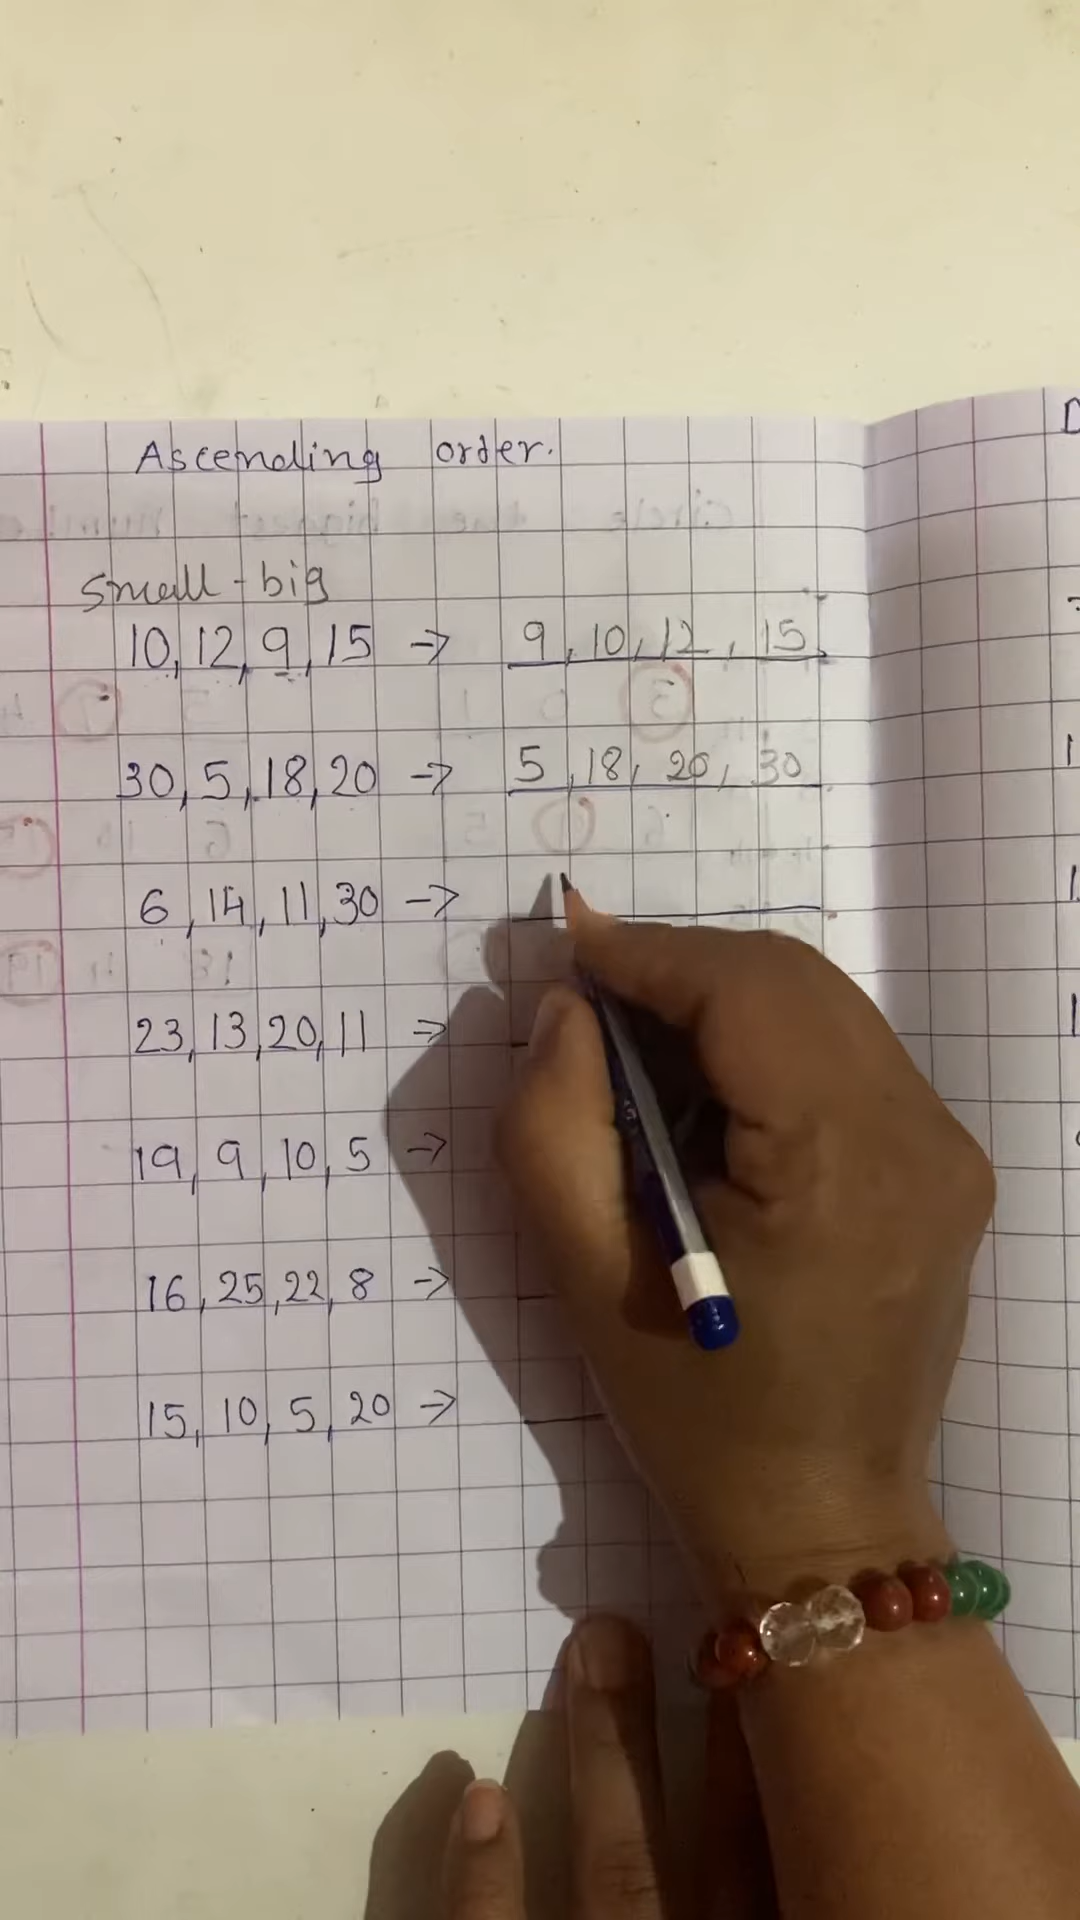 Ascending order.
small - big
10, 12, 9, 15 → 9, 10, 12, 15
30, 5, 18, 20 → 5, 18, 20, 30
6, 14, 11, 30 →
23, 13, 20, 11 →
19, 9, 10, 5 →
16, 25, 22, 8 →
15, 10, 5, 20 →